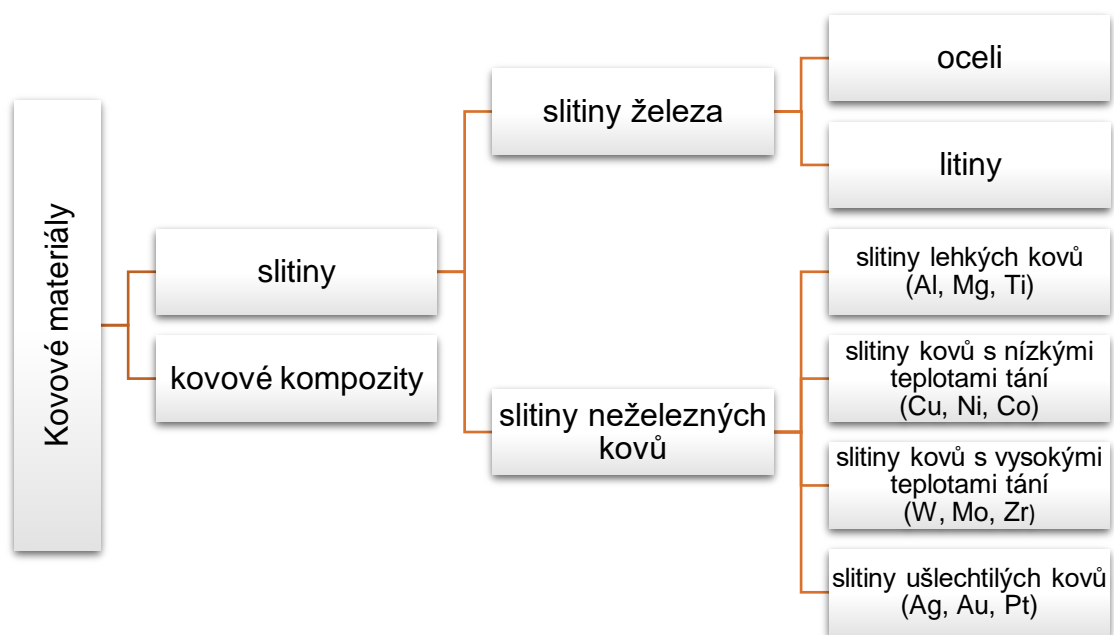 Kovové materiály
slitiny
kovové kompozity
slitiny železa
slitiny neželezných
kovů
oceli
litiny
slitiny lehkých kovů
(Al, Mg, Ti)
slitiny kovů s nízkými
teplotami tání
(Cu, Ni, Co)
slitiny kovů s vysokými
teplotami tání
(W, Mo, Zr)
slitiny ušlechtilých kovů
(Ag, Au, Pt)